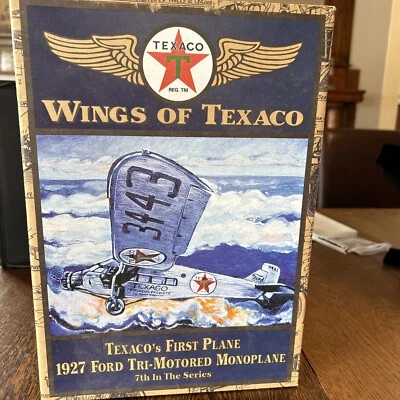 TEXACO
T
REG. TM
WINGS OF TEXACO
3443
TEXACO
TEXACO'S FIRST PLANE
1927 FORD TRI-MOTORED MONOPLANE
7th In The Series